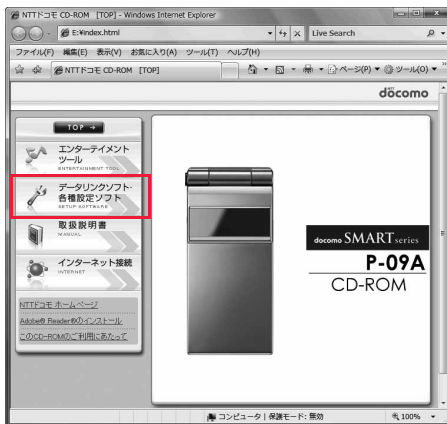 NTTドコモ CD-ROM [TOP] - Windows Internet Explorer
E:¥index.html
Live Search
ファイル(F) 編集(E) 表示(V) お気に入り(A) ツール(T) ヘルプ(H)
NTTドコモ CD-ROM [TOP]
ページ(P) ツール(O)
döcomo
TOP →
エンターテイメント
ツール
ENTERTAINMENT TOOL
データリンクソフト・
各種設定ソフト
SETUP SOFTWARE
取扱説明書
MANUAL
インターネット接続
INTERNET
NTTドコモ ホームページ
Adobe® Reader®のインストール
このCD-ROMのご利用にあたって
docomo SMART series
P-09A
CD-ROM
コンピュータ | 保護モード: 無効
100%